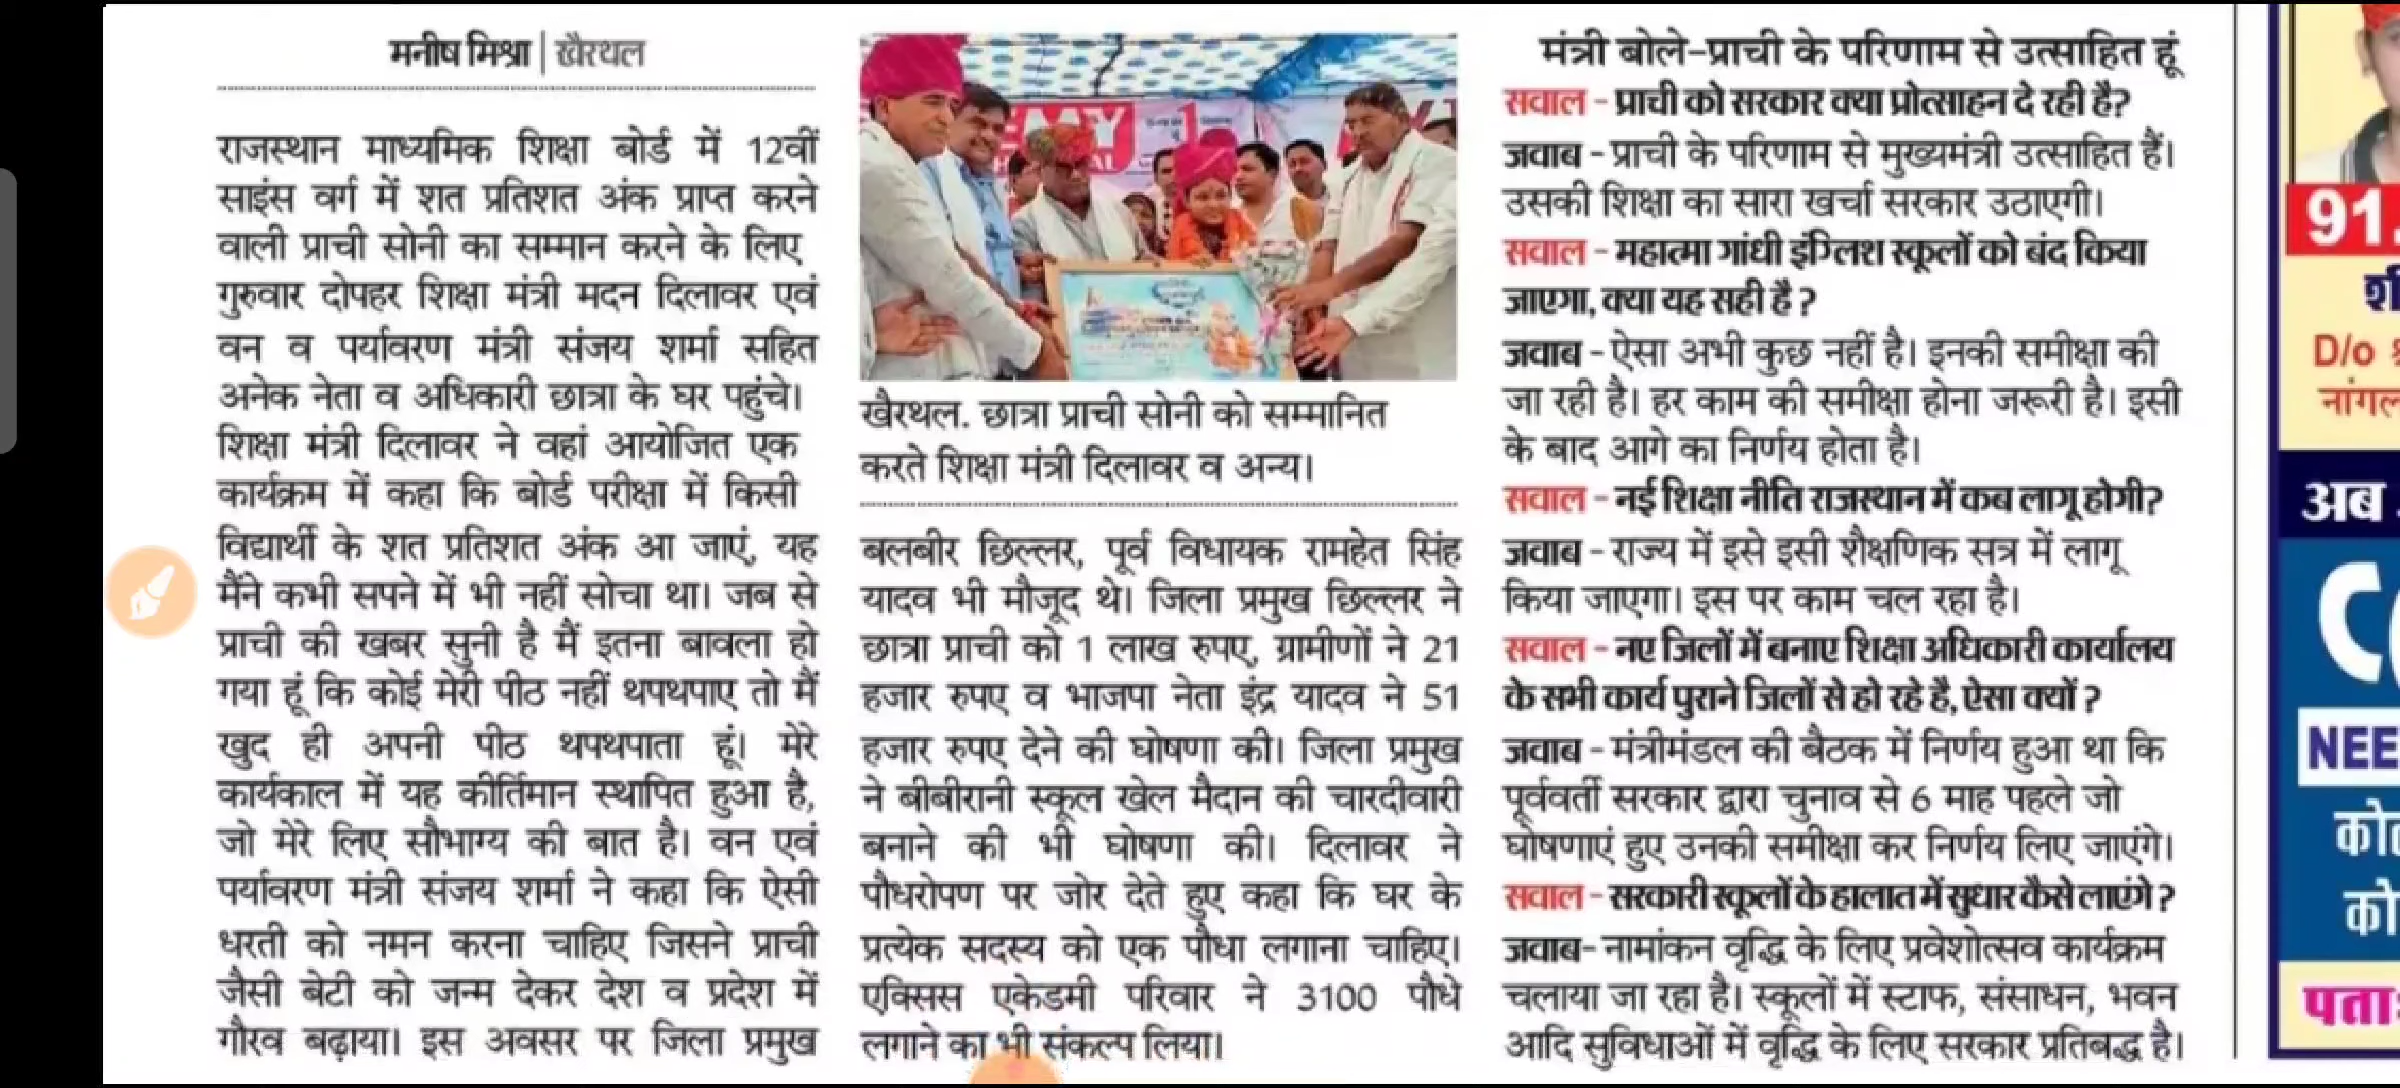 मनीष मिश्रा | खैरथल
राजस्थान माध्यमिक शिक्षा बोर्ड में 12वीं
साइंस वर्ग में शत प्रतिशत अंक प्राप्त करने
वाली प्राची सोनी का सम्मान करने के लिए
गुरुवार दोपहर शिक्षा मंत्री मदन दिलावर एवं
वन व पर्यावरण मंत्री संजय शर्मा सहित
अनेक नेता व अधिकारी छात्रा के घर पहुंचे।
शिक्षा मंत्री दिलावर ने वहां आयोजित एक
कार्यक्रम में कहा कि बोर्ड परीक्षा में किसी
विद्यार्थी के शत प्रतिशत अंक आ जाएं, यह
मैंने कभी सपने में भी नहीं सोचा था। जब से
प्राची की खबर सुनी है मैं इतना बावला हो
गया हूं कि कोई मेरी पीठ नहीं थपथपाए तो मैं
खुद ही अपनी पीठ थपथपाता हूं। मेरे
कार्यकाल में यह कीर्तिमान स्थापित हुआ है,
जो मेरे लिए सौभाग्य की बात है। वन एवं
पर्यावरण मंत्री संजय शर्मा ने कहा कि ऐसी
धरती को नमन करना चाहिए जिसने प्राची
जैसी बेटी को जन्म देकर देश व प्रदेश में
गौरव बढ़ाया। इस अवसर पर जिला प्रमुख
खैरथल. छात्रा प्राची सोनी को सम्मानित
करते शिक्षा मंत्री दिलावर व अन्य।
बलबीर छिल्लर, पूर्व विधायक रामहेत सिंह
यादव भी मौजूद थे। जिला प्रमुख छिल्लर ने
छात्रा प्राची को 1 लाख रुपए, ग्रामीणों ने 21
हजार रुपए व भाजपा नेता इंद्र यादव ने 51
हजार रुपए देने की घोषणा की। जिला प्रमुख
ने बीबीरानी स्कूल खेल मैदान की चारदीवारी
बनाने की भी घोषणा की। दिलावर ने
पौधरोपण पर जोर देते हुए कहा कि घर के
प्रत्येक सदस्य को एक पौधा लगाना चाहिए।
एक्सिस एकेडमी परिवार ने 3100 पौधे
लगाने का भी संकल्प लिया।
मंत्री बोले-प्राची के परिणाम से उत्साहित हूं
सवाल - प्राची को सरकार क्या प्रोत्साहन दे रही है?
जवाब - प्राची के परिणाम से मुख्यमंत्री उत्साहित हैं।
उसकी शिक्षा का सारा खर्चा सरकार उठाएगी।
सवाल - महात्मा गांधी इंग्लिश स्कूलों को बंद किया
जाएगा, क्या यह सही है ?
जवाब - ऐसा अभी कुछ नहीं है। इनकी समीक्षा की
जा रही है। हर काम की समीक्षा होना जरूरी है। इसी
के बाद आगे का निर्णय होता है।
सवाल - नई शिक्षा नीति राजस्थान में कब लागू होगी?
जवाब - राज्य में इसे इसी शैक्षणिक सत्र में लागू
किया जाएगा। इस पर काम चल रहा है।
सवाल - नए जिलों में बनाए शिक्षा अधिकारी कार्यालय
के सभी कार्य पुराने जिलों से हो रहे है, ऐसा क्यों ?
जवाब - मंत्रीमंडल की बैठक में निर्णय हुआ था कि
पूर्ववर्ती सरकार द्वारा चुनाव से 6 माह पहले जो
घोषणाएं हुए उनकी समीक्षा कर निर्णय लिए जाएंगे।
सवाल - सरकारी स्कूलों के हालात में सुधार कैसे लाएंगे ?
जवाब- नामांकन वृद्धि के लिए प्रवेशोत्सव कार्यक्रम
चलाया जा रहा है। स्कूलों में स्टाफ, संसाधन, भवन
आदि सुविधाओं में वृद्धि के लिए सरकार प्रतिबद्ध है।
91.
D/o
अब
NEE